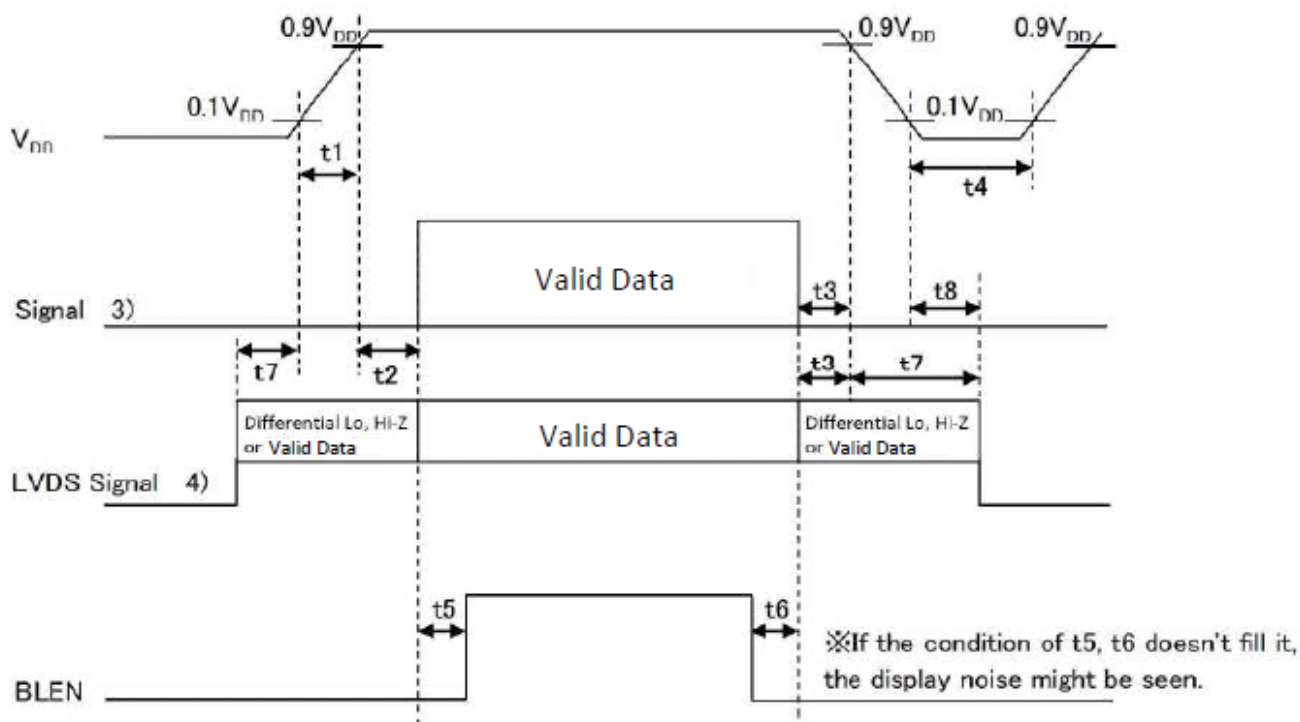 0.9VDD 0.9VDD 0.9VDD
0.1VDD 0.1VDD
VDD
t1
t4
Valid Data
t3 t8
Signal 3)
t7 t2 t3 t7
Differential Lo, Hi-Z
or Valid Data
Valid Data
Differential Lo, Hi-Z
or Valid Data
LVDS Signal 4)
t5 t6
※If the condition of t5, t6 doesn't fill it,
the display noise might be seen.
BLEN